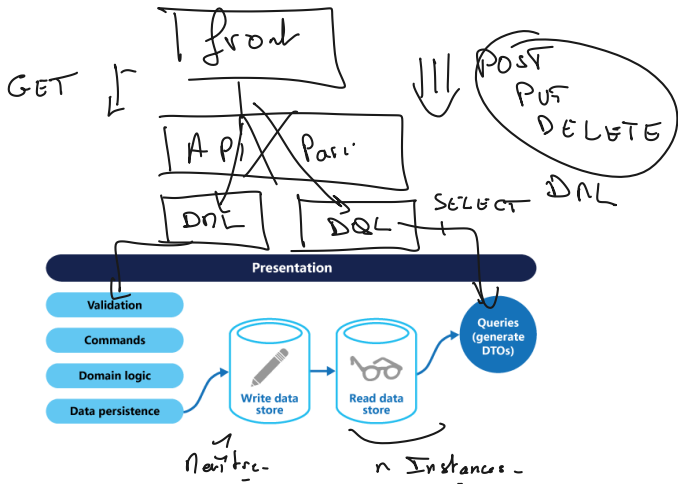 front
GET
POST
PUT
DELETE
API
DML
DML
DQL
SELECT
Presentation
Validation
Commands
Domain logic
Data persistence
Write data
store
Read data
store
Queries
(generate
DTOs)
n Instances